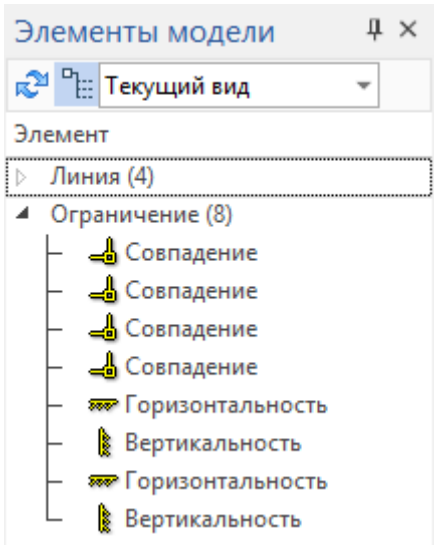 Элементы модели
Текущий вид
Элемент
Линия (4)
Ограничение (8)
Совпадение
Совпадение
Совпадение
Совпадение
Горизонтальность
Вертикальность
Горизонтальность
Вертикальность